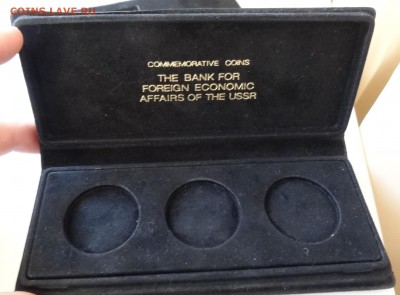 COINS.LAVE.RU
COMMEMORATIVE COINS
THE BANK FOR
FOREIGN ECONOMIC
AFFAIRS OF THE USSR